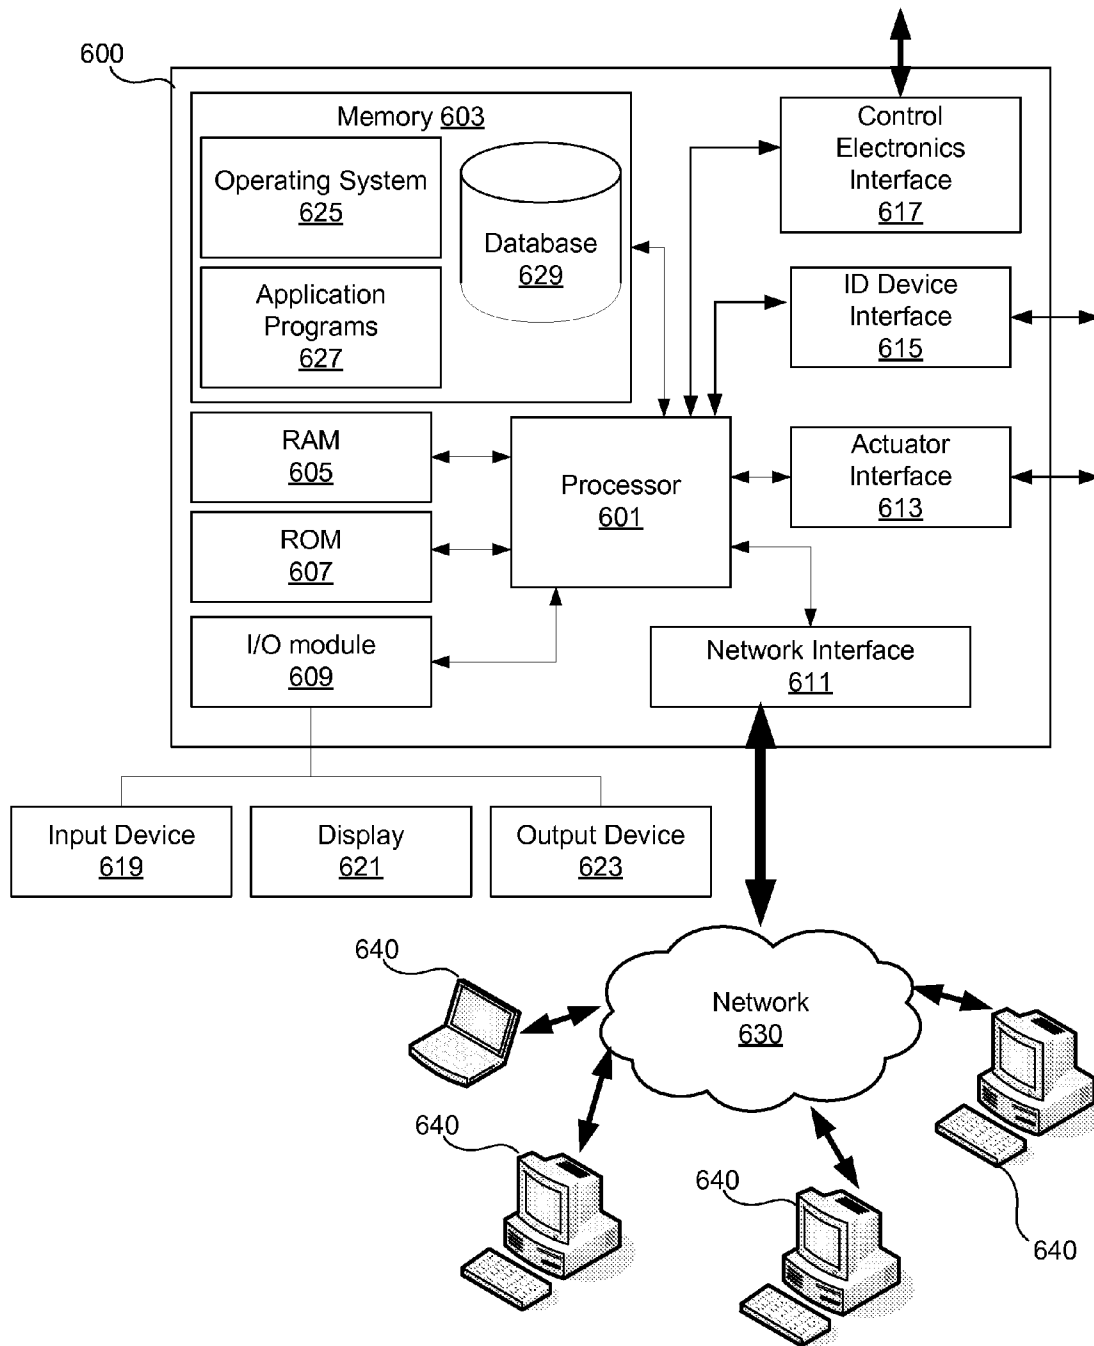 600
Memory 603
Operating System
625
Database
629
Application
Programs
627
Control
Electronics
Interface
617
ID Device
Interface
615
RAM
605
Processor
601
Actuator
Interface
613
ROM
607
I/O module
609
Network Interface
611
Input Device
619
Display
621
Output Device
623
640
Network
630
640
640
640